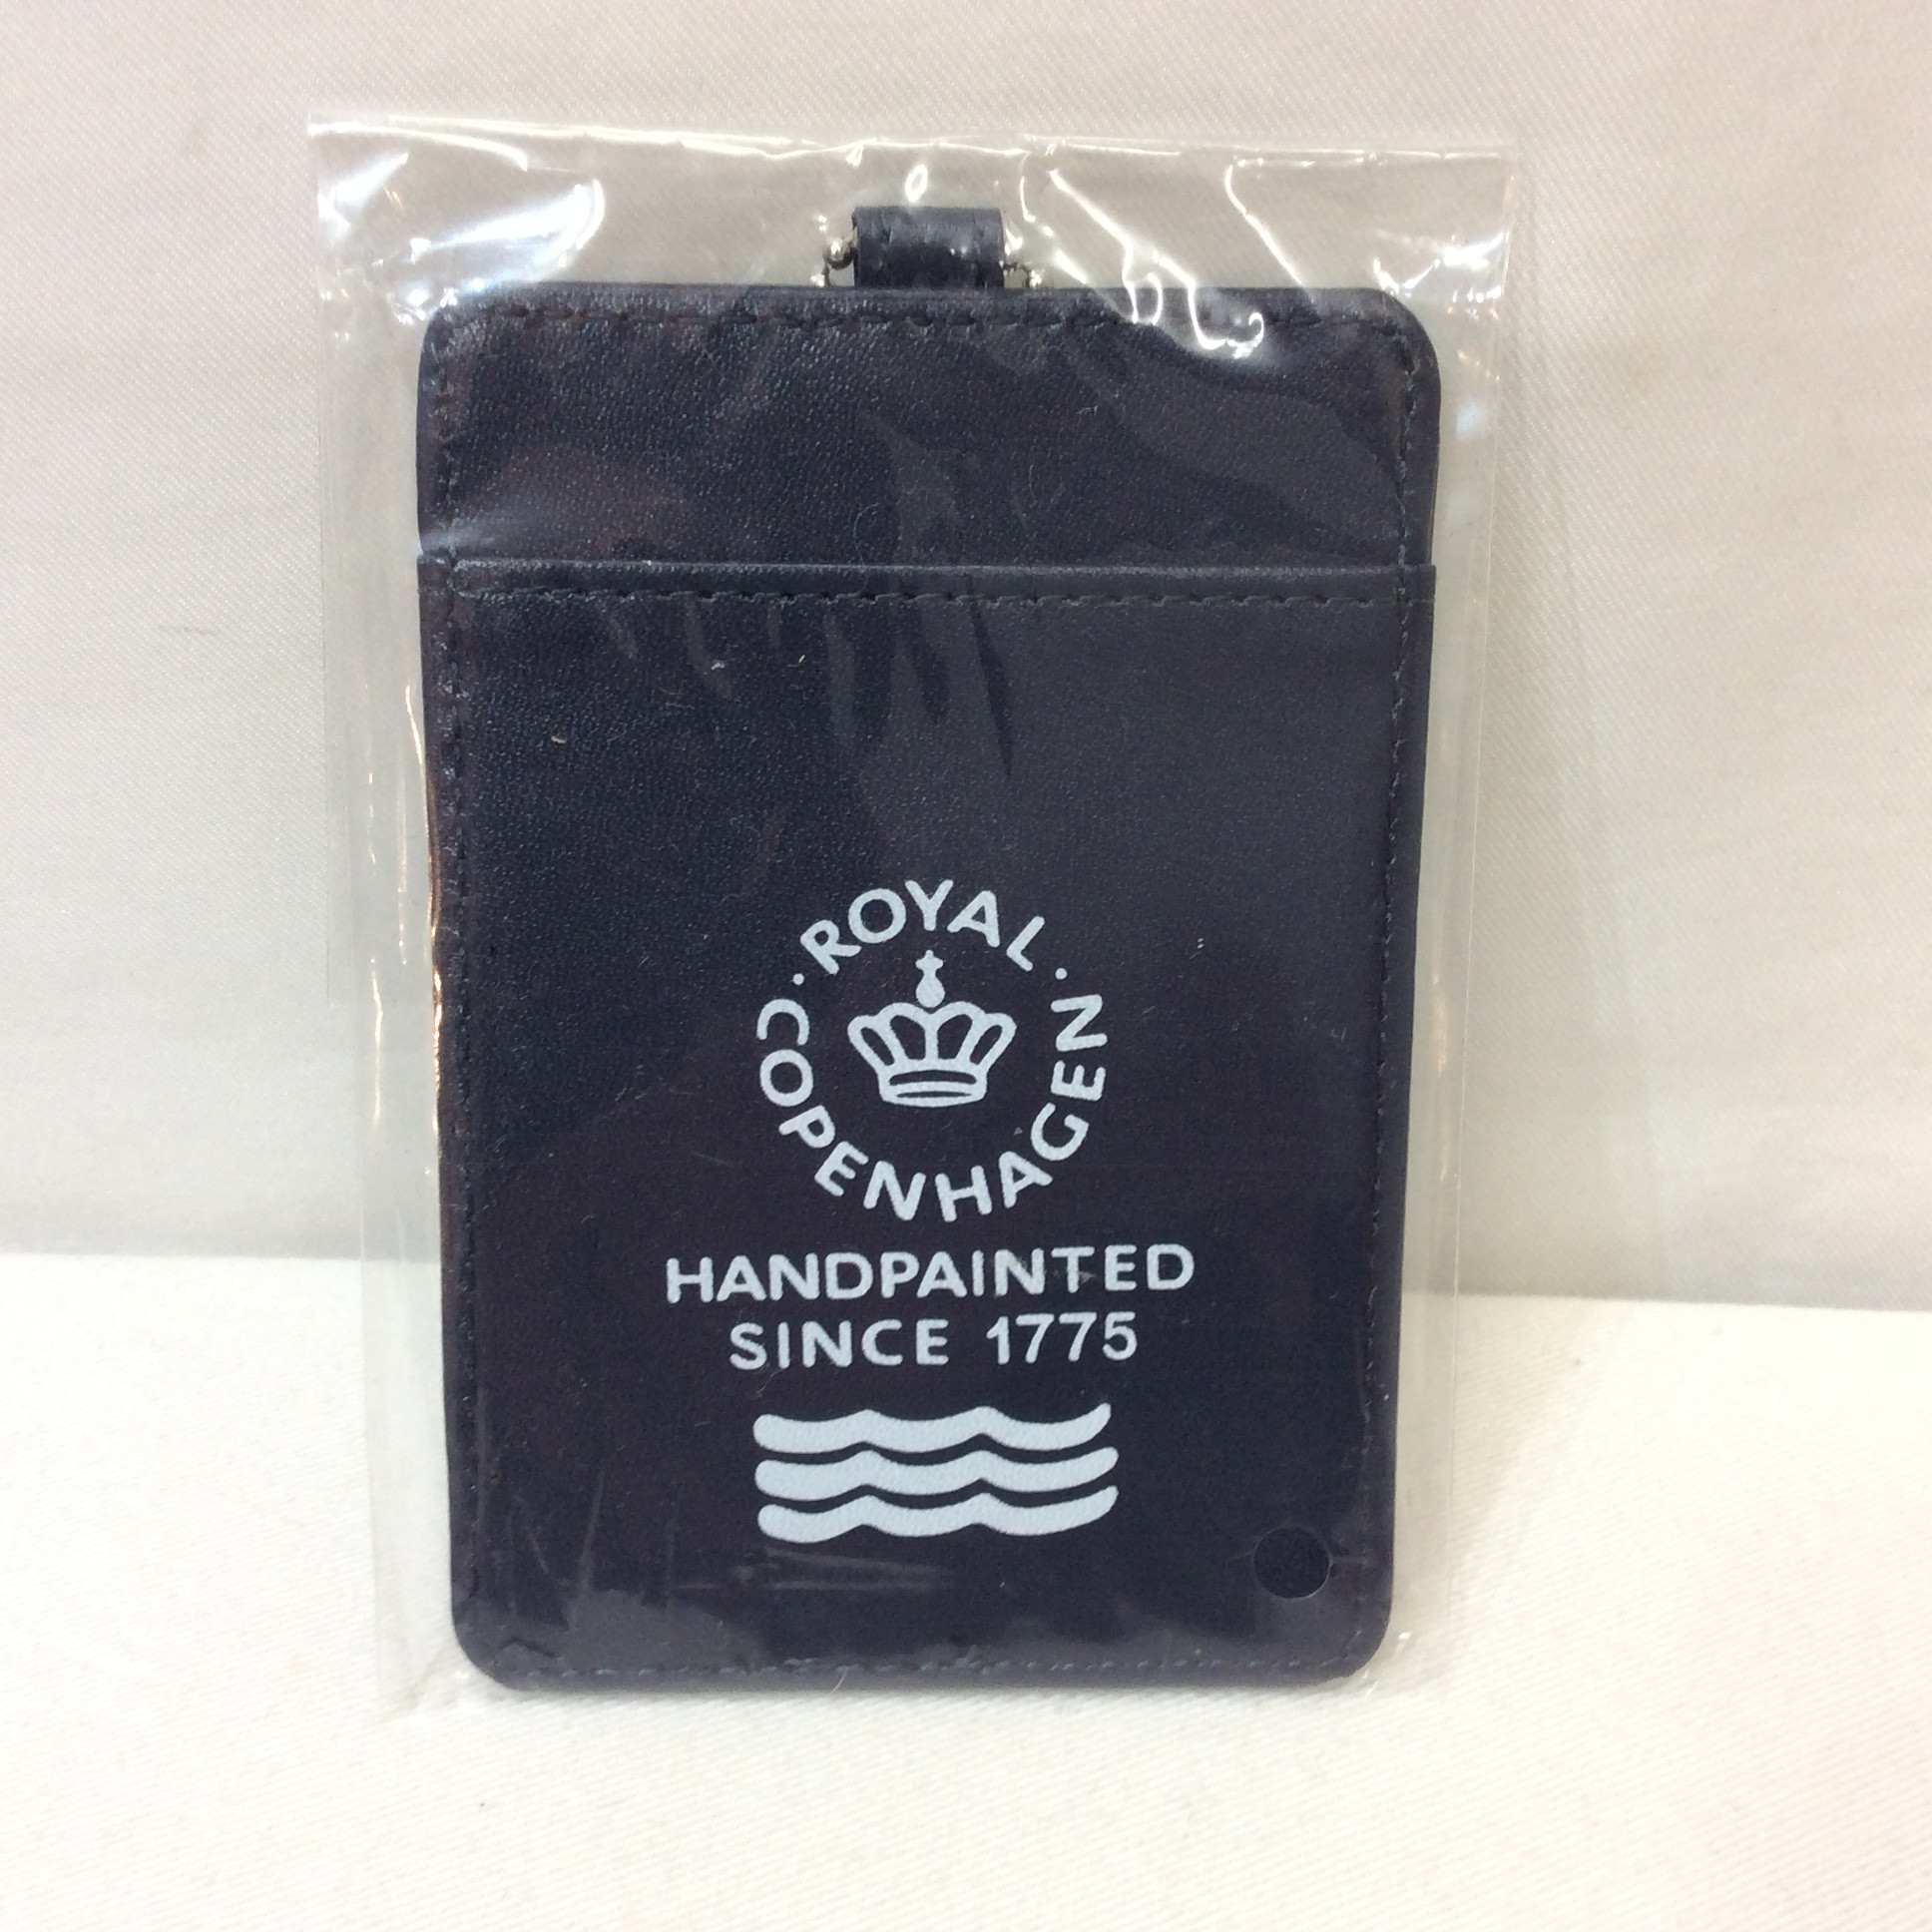 ·ROYAL·
COPENHAGEN
HANDPAINTED
SINCE 1775